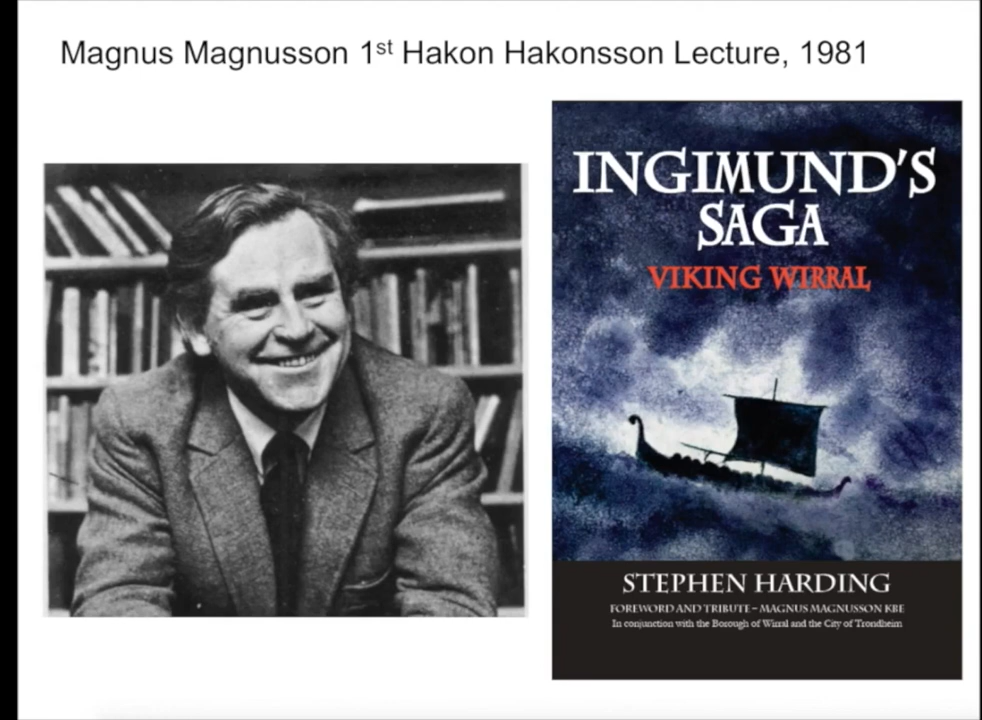 Magnus Magnusson 1st Hakon Hakonsson Lecture, 1981
INGIMUND'S
SAGA
VIKING WIRRAL
STEPHEN HARDING
FOREWORD AND TRIBUTE – MAGNUS MAGNUSSON KBE
In conjunction with the Borough of Wirral and the City of Trondheim